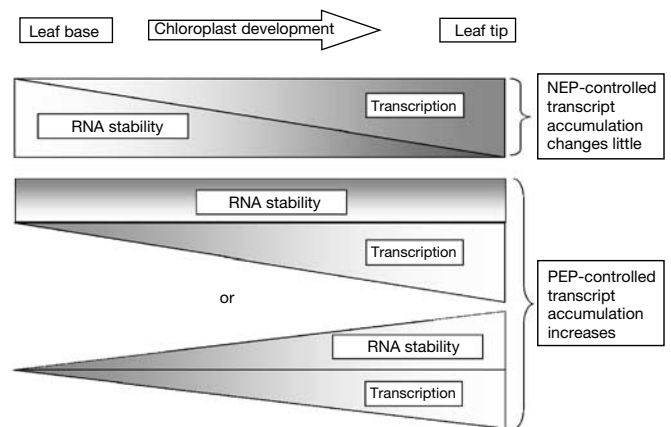 Leaf base
Chloroplast development
Leaf tip
Transcription
RNA stability
NEP-controlled
transcript
accumulation
changes little
RNA stability
Transcription
or
RNA stability
Transcription
PEP-controlled
transcript
accumulation
increases